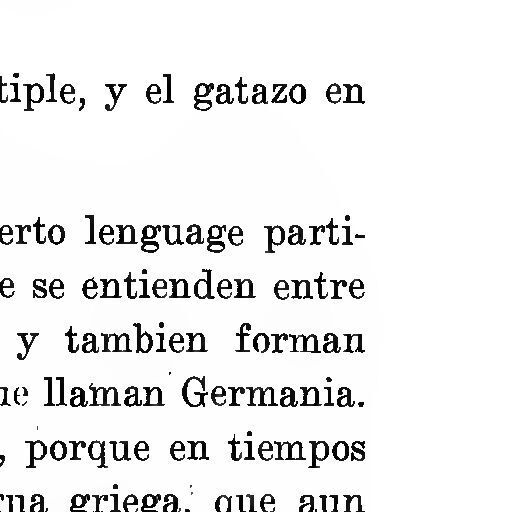 tiple, y el gatazo en
erto lenguage parti-
e se entienden entre
y tambien forman
ue llaman Germania.
, porque en tiempos
gua griega, que aun